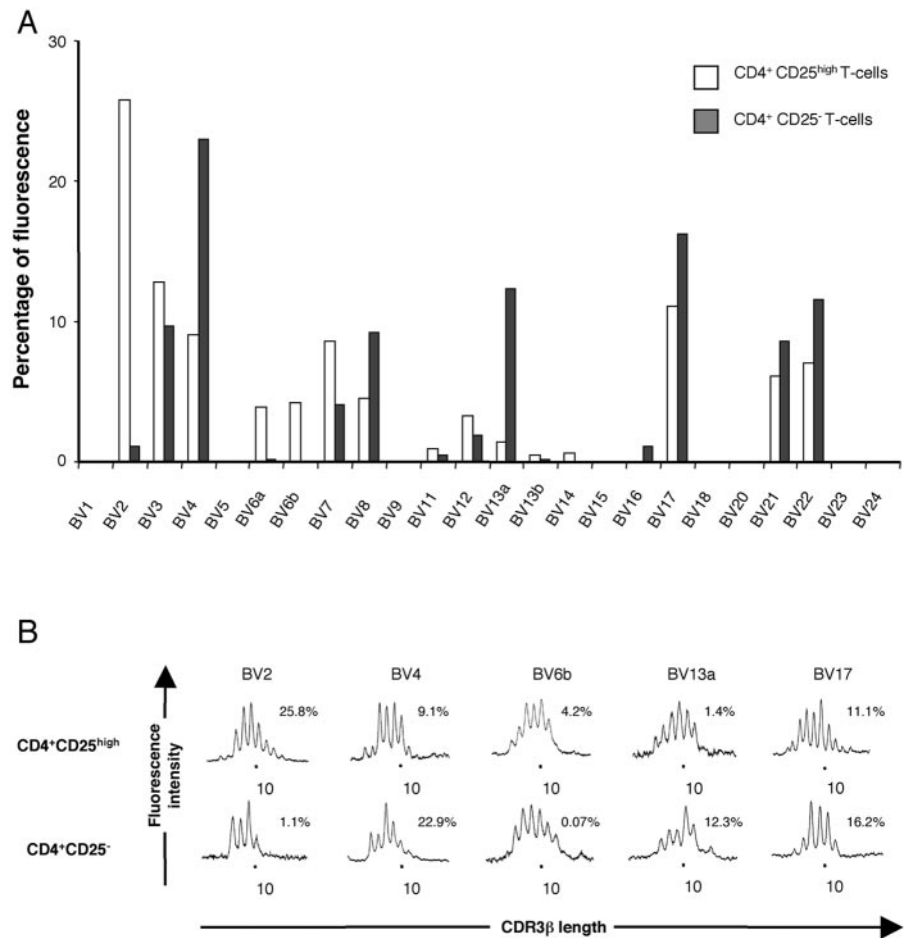 A
30
20
10
0
Percentage of fluorescence
CD4⁺ CD25ʰⁱᵍʰ T-cells
CD4⁺ CD25⁻ T-cells
BV1
BV2
BV3
BV4
BV5
BV6a
BV6b
BV7
BV8
BV9
BV11
BV12
BV13a
BV13b
BV14
BV15
BV16
BV17
BV18
BV20
BV21
BV22
BV23
BV24
B
BV2 BV4 BV6b BV13a BV17
Fluorescence
intensity
CD4⁺CD25ʰⁱᵍʰ
25.8% 9.1% 4.2% 1.4% 11.1%
10 10 10 10 10
CD4⁺CD25⁻
1.1% 22.9% 0.07% 12.3% 16.2%
10 10 10 10 10
CDR3β length